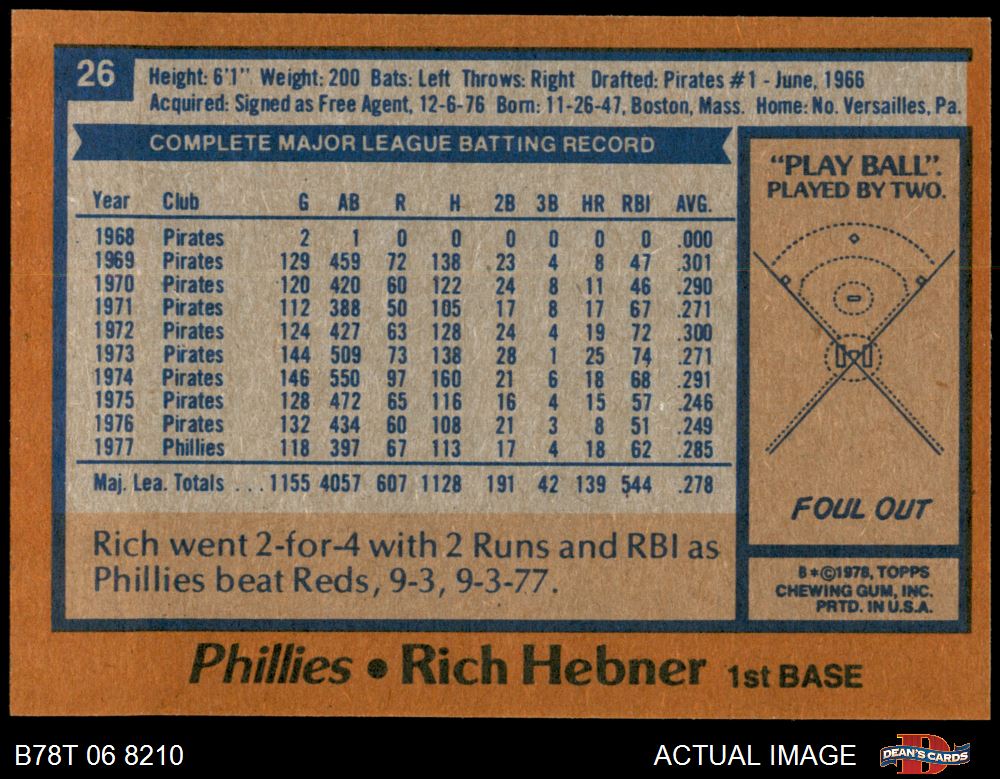 26
Height: 6'1" Weight: 200 Bats: Left Throws: Right Drafted: Pirates #1 - June, 1966
Acquired: Signed as Free Agent, 12-6-76 Born: 11-26-47, Boston, Mass. Home: No. Versailles, Pa.
COMPLETE MAJOR LEAGUE BATTING RECORD
Year Club G AB R H 2B 3B HR RBI AVG.
1968 Pirates 2 1 0 0 0 0 0 0 .000
1969 Pirates 129 459 72 138 23 4 8 47 .301
1970 Pirates 120 420 60 122 24 8 11 46 .290
1971 Pirates 112 388 50 105 17 8 17 67 .271
1972 Pirates 124 427 63 128 24 4 19 72 .300
1973 Pirates 144 509 73 138 28 1 25 74 .271
1974 Pirates 146 550 97 160 21 6 18 68 .291
1975 Pirates 128 472 65 116 16 4 15 57 .246
1976 Pirates 132 434 60 108 21 3 8 51 .249
1977 Phillies 118 397 67 113 17 4 18 62 .285
Maj. Lea. Totals ...1155 4057 607 1128 191 42 139 544 .278
Rich went 2-for-4 with 2 Runs and RBI as
Phillies beat Reds, 9-3, 9-3-77.
"PLAY BALL".
PLAYED BY TWO.
FOUL OUT
B*©1978, TOPPS
CHEWING GUM, INC.
PRTD. IN U.S.A.
Phillies • Rich Hebner 1st BASE
B78T 06 8210
ACTUAL IMAGE
DEAN'S CARDS